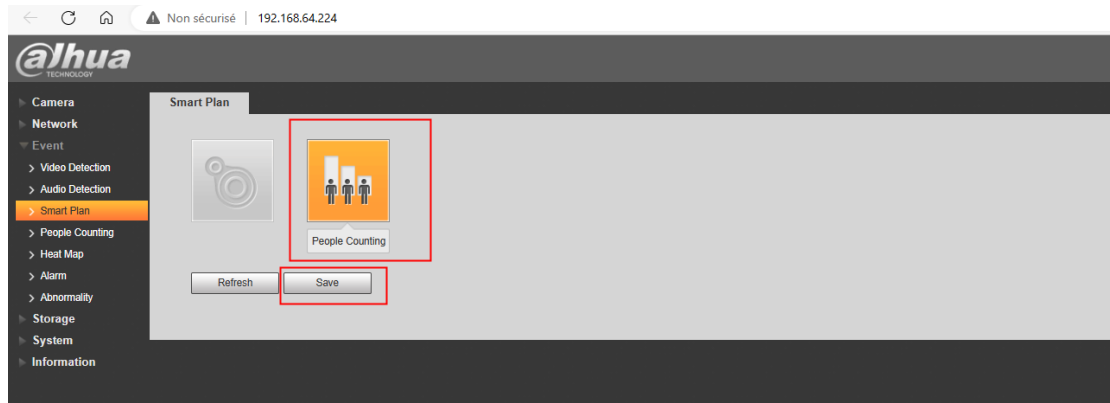 Non sécurisé | 192.168.64.224
alhua
TECHNOLOGY
Camera
Network
Event
Video Detection
Audio Detection
Smart Plan
People Counting
Heat Map
Alarm
Abnormality
Storage
System
Information
Smart Plan
People Counting
Refresh
Save